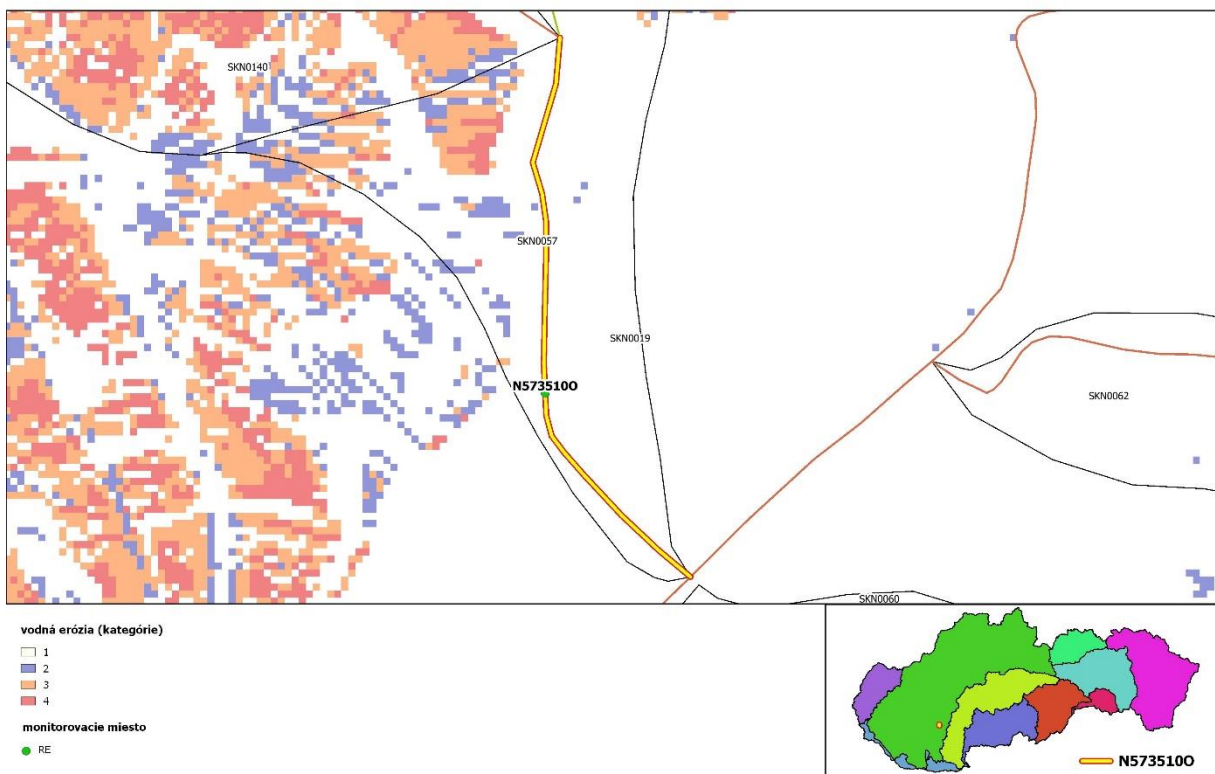 SKN0140
SKN0057
SKN0019
N573510O
SKN0062
SKN0060
vodná erózia (kategórie)
1
2
3
4
monitorovacie miesto
RE
N573510O